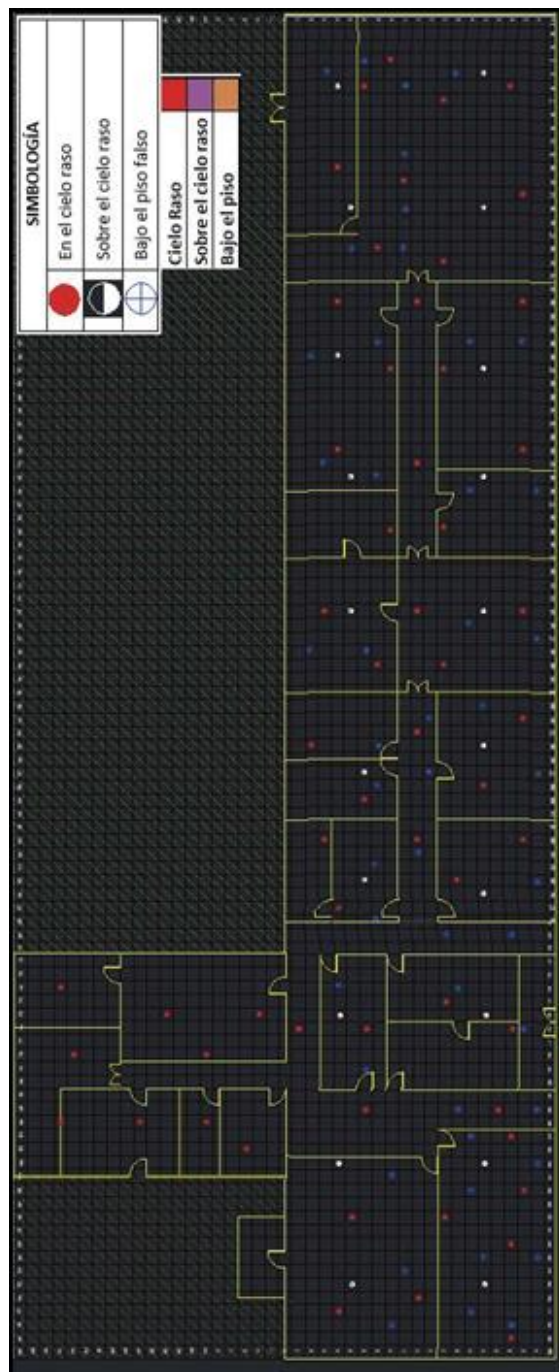 SIMBOLOGÍA
En el cielo raso
Sobre el cielo raso
Bajo el piso falso
Cielo Raso
Sobre el cielo raso
Bajo el piso